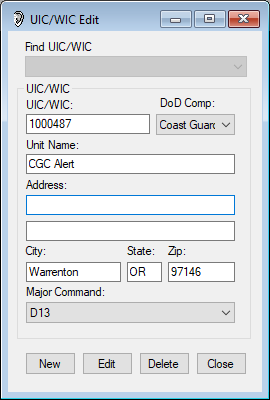 UIC/WIC Edit
Find UIC/WIC
UIC/WIC
UIC/WIC: DoD Comp:
1000487 Coast Guard
Unit Name:
CGC Alert
Address:
City: State: Zip:
Warrenton OR 97146
Major Command:
D13
New Edit Delete Close